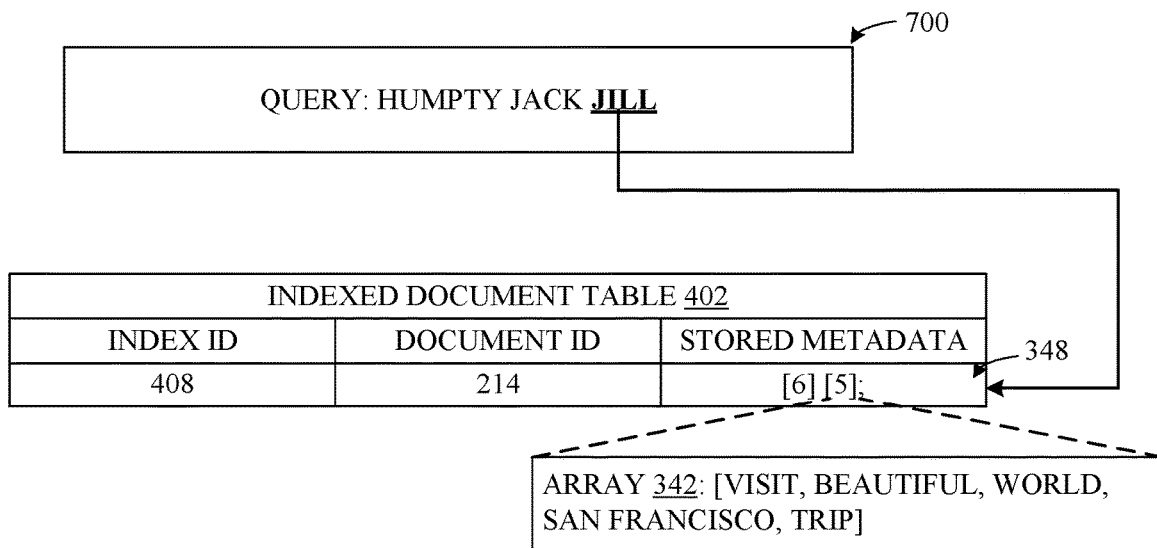 700
QUERY: HUMPTY JACK JILL
INDEXED DOCUMENT TABLE 402
INDEX ID DOCUMENT ID STORED METADATA
348
408 214 [6] [5];
ARRAY 342: [VISIT, BEAUTIFUL, WORLD,
SAN FRANCISCO, TRIP]